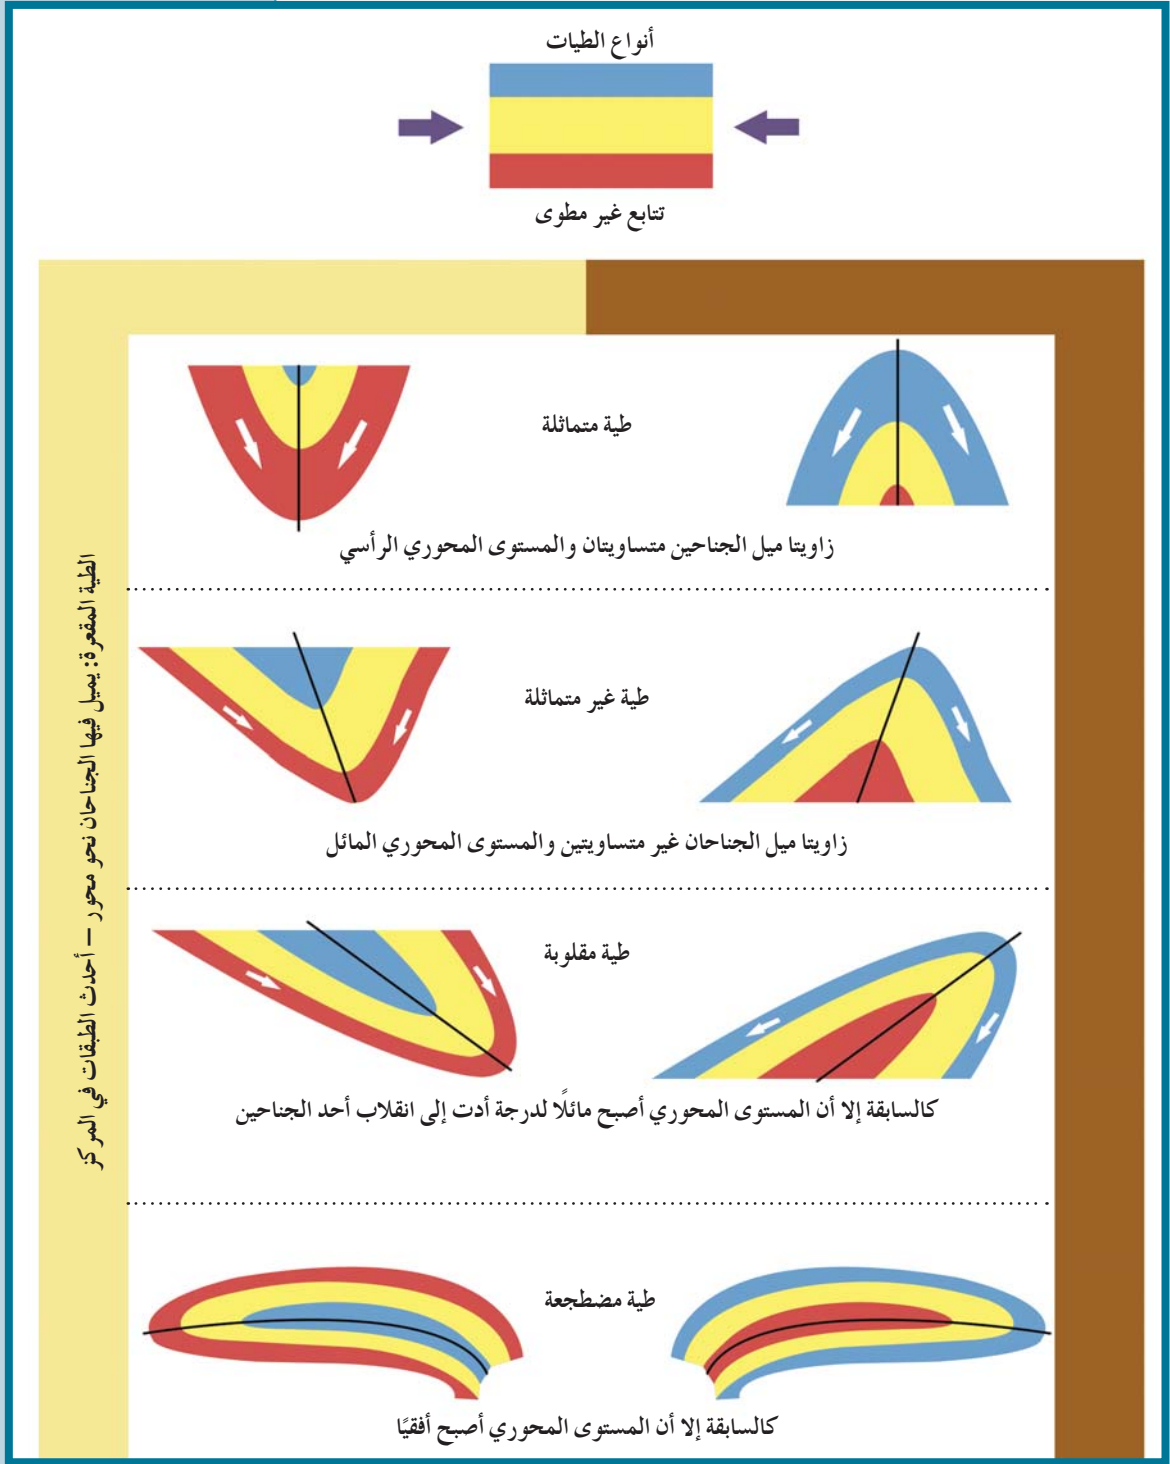 أنواع الطيات
تتابع غير مطوى
طية متماثلة
زاويتا ميل الجناحين متساويتان والمستوى المحوري الرأسي
طية غير متماثلة
زاويتا ميل الجناحان غير متساويتين والمستوى المحوري المائل
طية مقلوبة
كالسابقة إلا أن المستوى المحوري أصبح مائلًا لدرجة أدت إلى انقلاب أحد الجناحين
طية مضطجعة
كالسابقة إلا أن المستوى المحوري أصبح أفقيًا
الطية المقعرة: يميل فيها الجناحان نحو محور – أحدث الطبقات في المركز